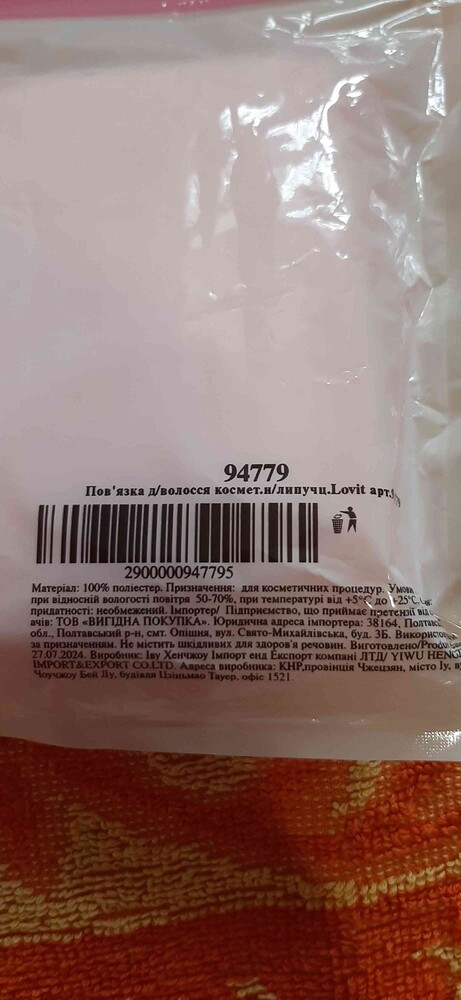 94779
Пов'язка д/волосся космет.н/липучц.Lovit арт.
2900000947795
Матеріал: 100% поліестер. Призначення: для косметичних процедур. Умови
при відносній вологості повітря 50-70%, при температурі від +5°С до +25°С.
придатності: необмежений. Імпортер/ Підприємство, що приймає претензії від
ачів: ТОВ «ВИГІДНА ПОКУПКА». Юридична адреса імпортера: 38164, Полтавс
обл., Полтавський р-н, смт. Опішня, вул. Свято-Михайлівська, буд. 3Б. Використов
за призначенням. Не містить шкідливих для здоров'я речовин. Виготовлено/Produ
27.07.2024. Виробник: Іву Хенчжоу Імпорт енд Експорт компані ЛТД/ YIWU HENG
IMPORT&EXPORT CO.LTD. Адреса виробника: КНР,провінція Чжецзян, місто Іу, в
Чоучжоу Бей Лу, будівля Цзіньмао Тауер, офіс 1521.